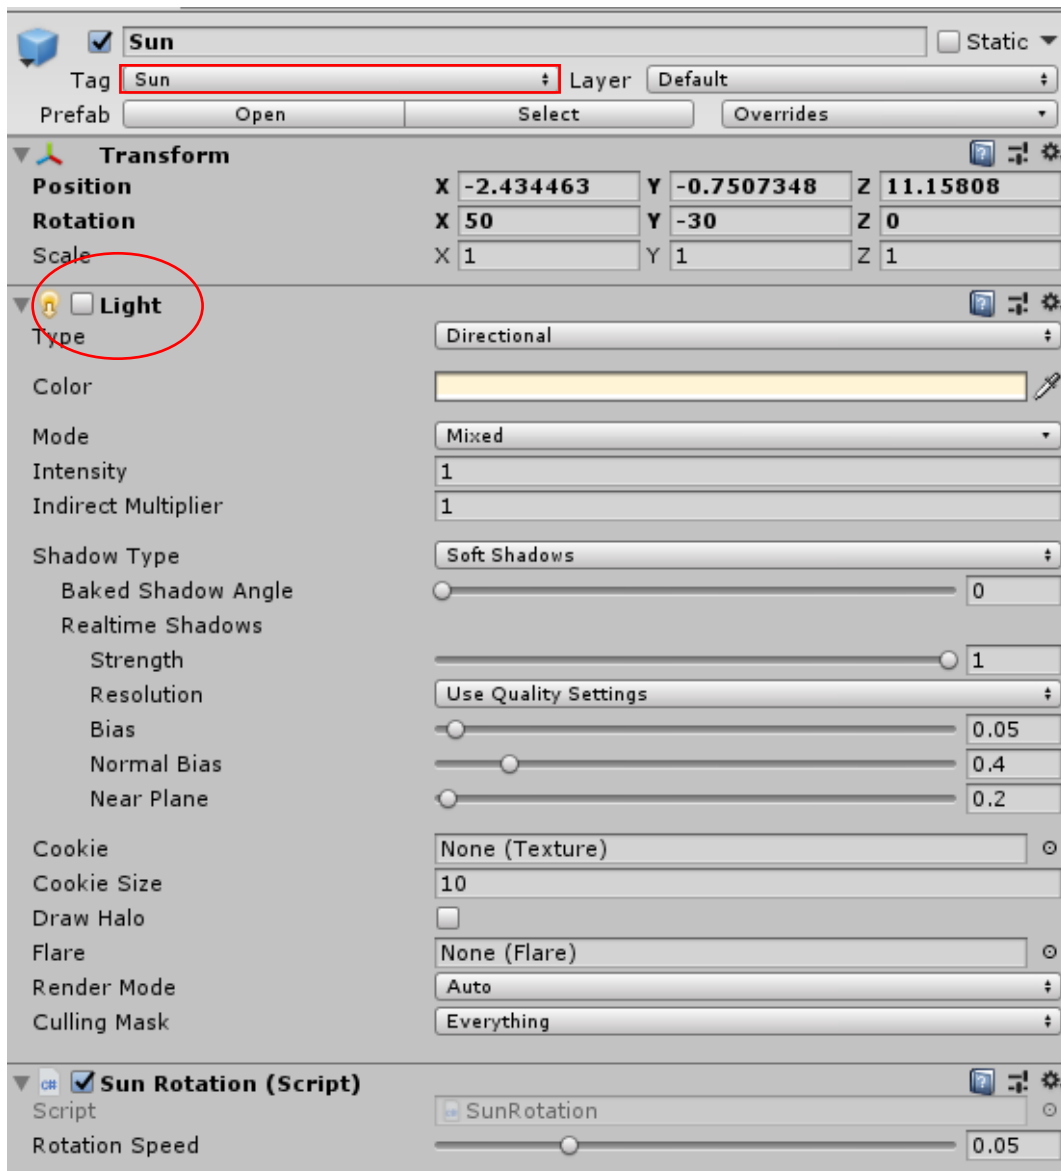 Sun Static
Tag Sun Layer Default
Prefab Open Select Overrides
Transform
Position X -2.434463 Y -0.7507348 Z 11.15808
Rotation X 50 Y -30 Z 0
Scale X 1 Y 1 Z 1
Light
Type Directional
Color
Mode Mixed
Intensity 1
Indirect Multiplier 1
Shadow Type Soft Shadows
Baked Shadow Angle 0
Realtime Shadows
Strength 1
Resolution Use Quality Settings
Bias 0.05
Normal Bias 0.4
Near Plane 0.2
Cookie None (Texture)
Cookie Size 10
Draw Halo
Flare None (Flare)
Render Mode Auto
Culling Mask Everything
c# Sun Rotation (Script)
Script SunRotation
Rotation Speed 0.05